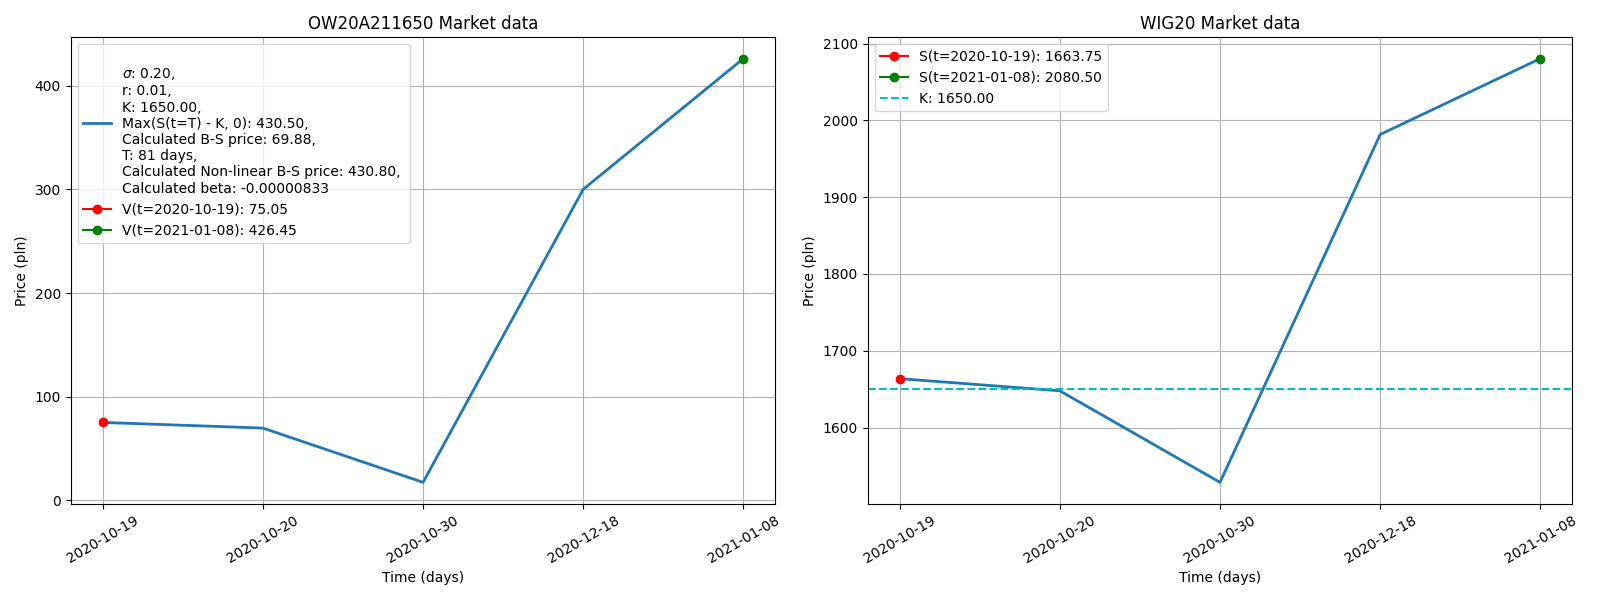 OW20A211650 Market data
σ: 0.20,
r: 0.01,
K: 1650.00,
Max(S(t=T) - K, 0): 430.50,
Calculated B-S price: 69.88,
T: 81 days,
Calculated Non-linear B-S price: 430.80,
Calculated beta: -0.00000833
V(t=2020-10-19): 75.05
V(t=2021-01-08): 426.45
Price (pln)
400
300
200
100
0
2020-10-19
2020-10-20
2020-10-30
2020-12-18
2021-01-08
Time (days)
WIG20 Market data
S(t=2020-10-19): 1663.75
S(t=2021-01-08): 2080.50
K: 1650.00
Price (pln)
2100
2000
1900
1800
1700
1600
2020-10-19
2020-10-20
2020-10-30
2020-12-18
2021-01-08
Time (days)